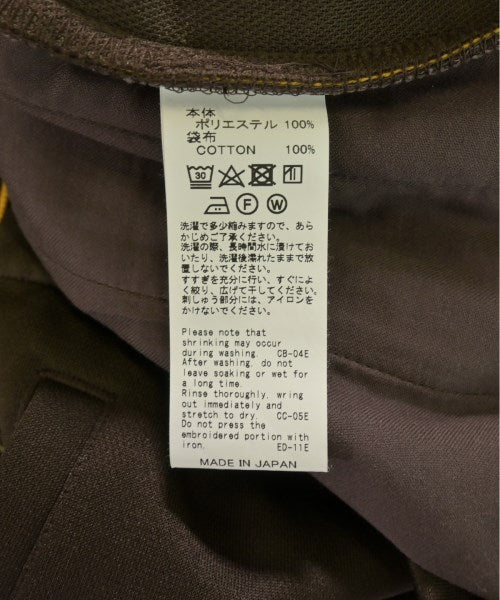 本体
ポリエステル 100%
袋布
COTTON 100%
30
F W
洗濯で多少縮みますので、あら
かじめご了承ください。
洗濯の際、長時間水に漬けてお
いたり、洗濯後濡れたままで放
置しないでください。
すすぎを充分に行い、すぐによ
く絞り、広げて干してください。
刺しゅう部分には、アイロンを
かけないでください。
Please note that
shrinking may occur
during washing. CB-04E
After washing, do not
leave soaking or wet for
a long time.
Rinse thoroughly, wring
out immediately and
stretch to dry. CC-05E
Do not press the
embroidered portion with
iron. ED-11E
MADE IN JAPAN